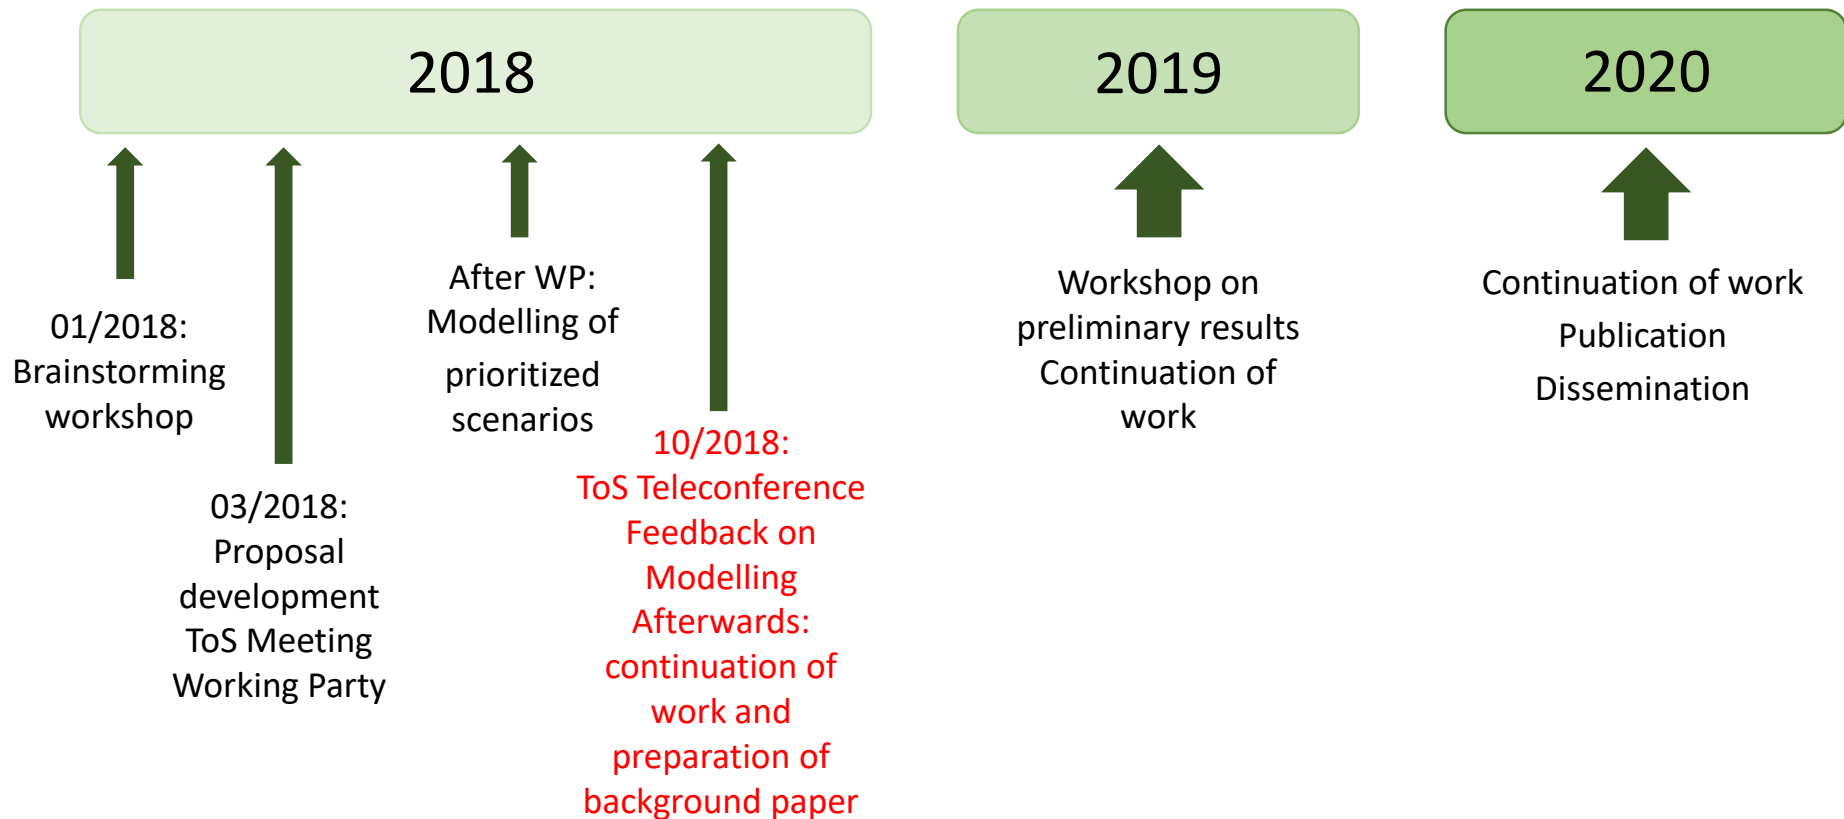 2018
2019
2020
01/2018:
Brainstorming
workshop
03/2018:
Proposal
development
ToS Meeting
Working Party
After WP:
Modelling of
prioritized
scenarios
10/2018:
ToS Teleconference
Feedback on
Modelling
Afterwards:
continuation of
work and
preparation of
background paper
Workshop on
preliminary results
Continuation of
work
Continuation of work
Publication
Dissemination